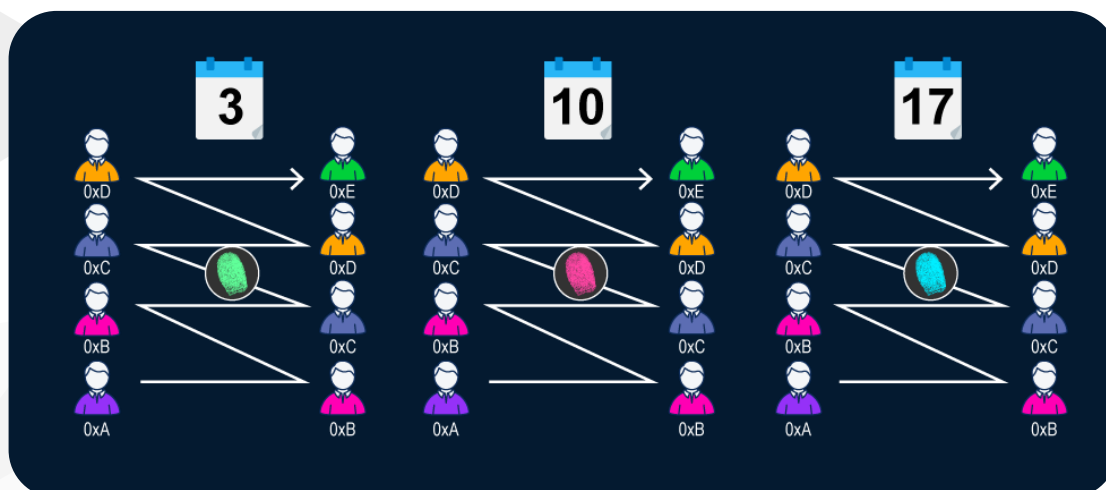 3
10
17
0xD 0xE 0xD 0xE 0xD 0xE
0xC 0xD 0xC 0xD 0xC 0xD
0xB 0xC 0xB 0xC 0xB 0xC
0xA 0xB 0xA 0xB 0xA 0xB